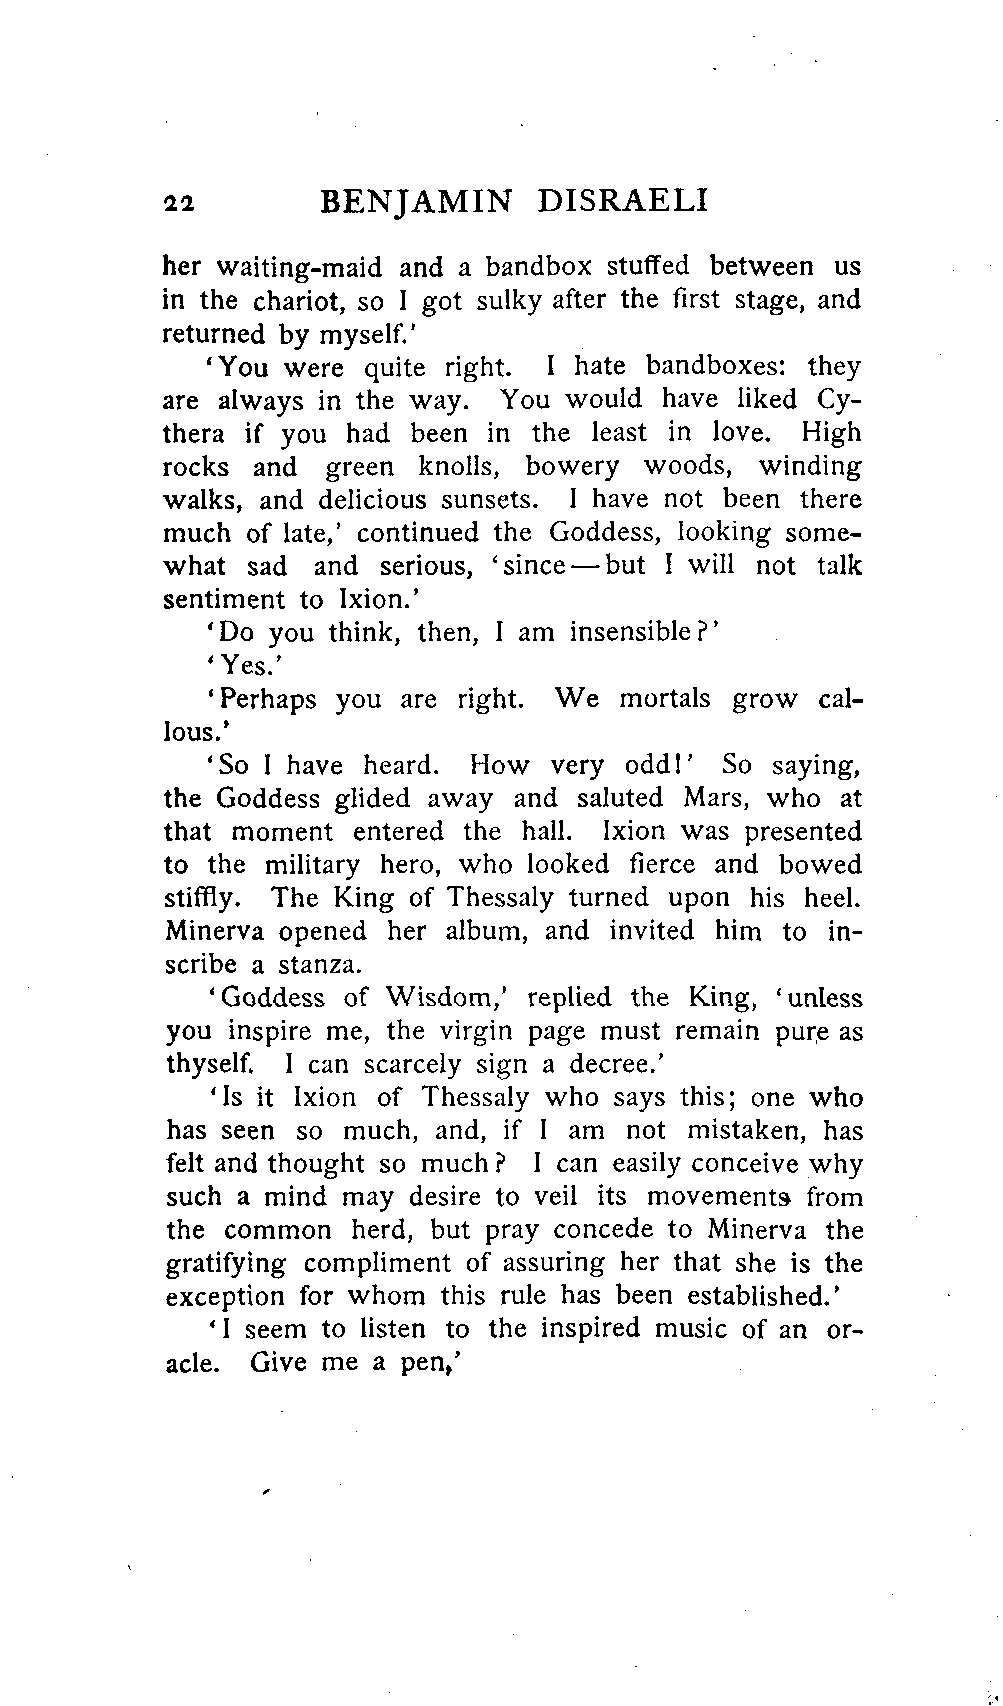 22 BENJAMIN DISRAELI
her waiting-maid and a bandbox stuffed between us
in the chariot, so I got sulky after the first stage, and
returned by myself.'
'You were quite right. I hate bandboxes: they
are always in the way. You would have liked Cy-
thera if you had been in the least in love. High
rocks and green knolls, bowery woods, winding
walks, and delicious sunsets. I have not been there
much of late,' continued the Goddess, looking some-
what sad and serious, 'since—but I will not talk
sentiment to Ixion.'
'Do you think, then, I am insensible?'
'Yes.'
'Perhaps you are right. We mortals grow cal-
lous.'
'So I have heard. How very odd!' So saying,
the Goddess glided away and saluted Mars, who at
that moment entered the hall. Ixion was presented
to the military hero, who looked fierce and bowed
stiffly. The King of Thessaly turned upon his heel.
Minerva opened her album, and invited him to in-
scribe a stanza.
'Goddess of Wisdom,' replied the King, 'unless
you inspire me, the virgin page must remain pure as
thyself. I can scarcely sign a decree.'
'Is it Ixion of Thessaly who says this; one who
has seen so much, and, if I am not mistaken, has
felt and thought so much? I can easily conceive why
such a mind may desire to veil its movements from
the common herd, but pray concede to Minerva the
gratifying compliment of assuring her that she is the
exception for whom this rule has been established.'
'I seem to listen to the inspired music of an or-
acle. Give me a pen,'